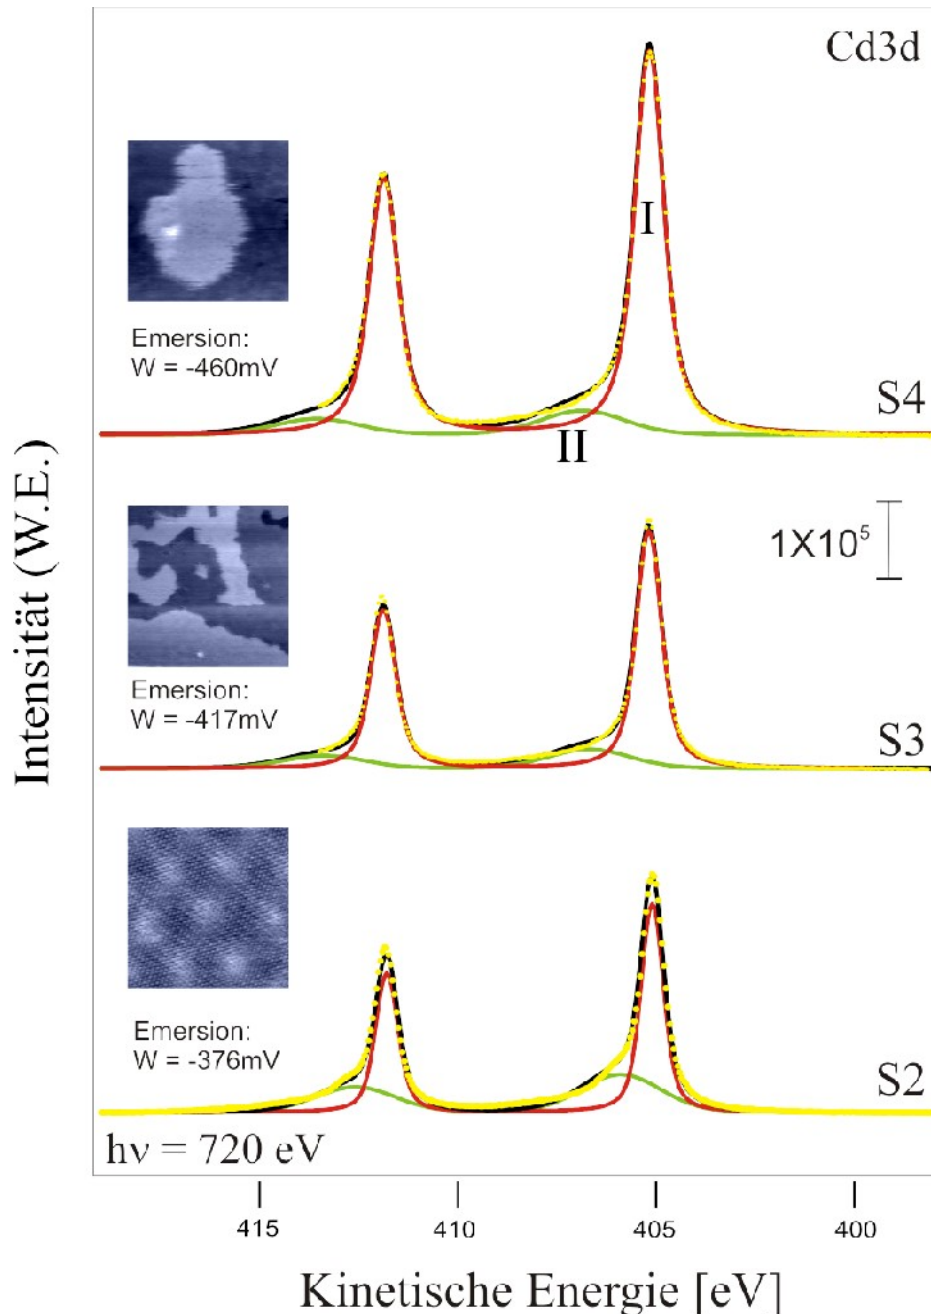 Cd3d
I
Emersion:
W = -460mV
S4
II
1X10⁵
Emersion:
W = -417mV
S3
Emersion:
W = -376mV
S2
hν = 720 eV
415 410 405 400
Kinetische Energie [eV]
Intensität (W.E.)